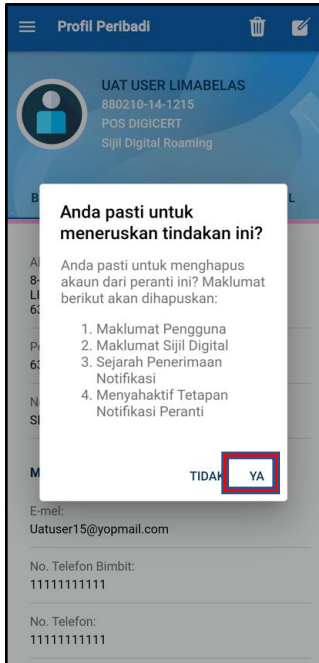 Profil Peribadi
UAT USER LIMABELAS
880210-14-1215
POS DIGICERT
Sijil Digital Roaming
B
L
Anda pasti untuk
meneruskan tindakan ini?
Anda pasti untuk menghapus
akaun dari peranti ini? Maklumat
berikut akan dihapuskan:
1. Maklumat Pengguna
2. Maklumat Sijil Digital
3. Sejarah Penerimaan
Notifikasi
4. Menyahaktif Tetapan
Notifikasi Peranti
TIDAK YA
E-mel:
Uatuser15@yopmail.com
No. Telefon Bimbit:
11111111111
No. Telefon:
11111111111